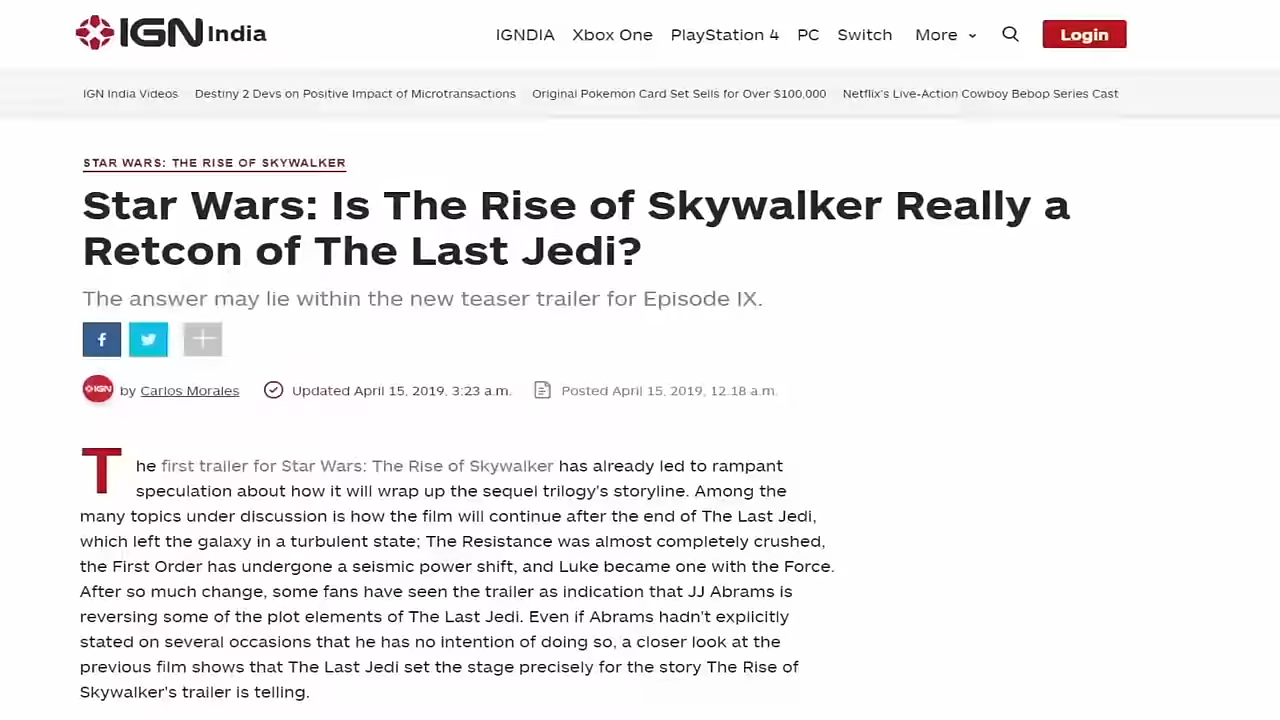 IGN India
IGNDIA Xbox One PlayStation 4 PC Switch More Login
IGN India Videos Destiny 2 Devs on Positive Impact of Microtransactions Original Pokemon Card Set Sells for Over $100,000 Netflix's Live-Action Cowboy Bebop Series Cast
STAR WARS: THE RISE OF SKYWALKER
Star Wars: Is The Rise of Skywalker Really a
Retcon of The Last Jedi?
The answer may lie within the new teaser trailer for Episode IX.
IGN by Carlos Morales Updated April 15, 2019, 3:23 a.m. Posted April 15, 2019, 12.18 a.m.
The first trailer for Star Wars: The Rise of Skywalker has already led to rampant
speculation about how it will wrap up the sequel trilogy's storyline. Among the
many topics under discussion is how the film will continue after the end of The Last Jedi,
which left the galaxy in a turbulent state; The Resistance was almost completely crushed,
the First Order has undergone a seismic power shift, and Luke became one with the Force.
After so much change, some fans have seen the trailer as indication that JJ Abrams is
reversing some of the plot elements of The Last Jedi. Even if Abrams hadn't explicitly
stated on several occasions that he has no intention of doing so, a closer look at the
previous film shows that The Last Jedi set the stage precisely for the story The Rise of
Skywalker's trailer is telling.